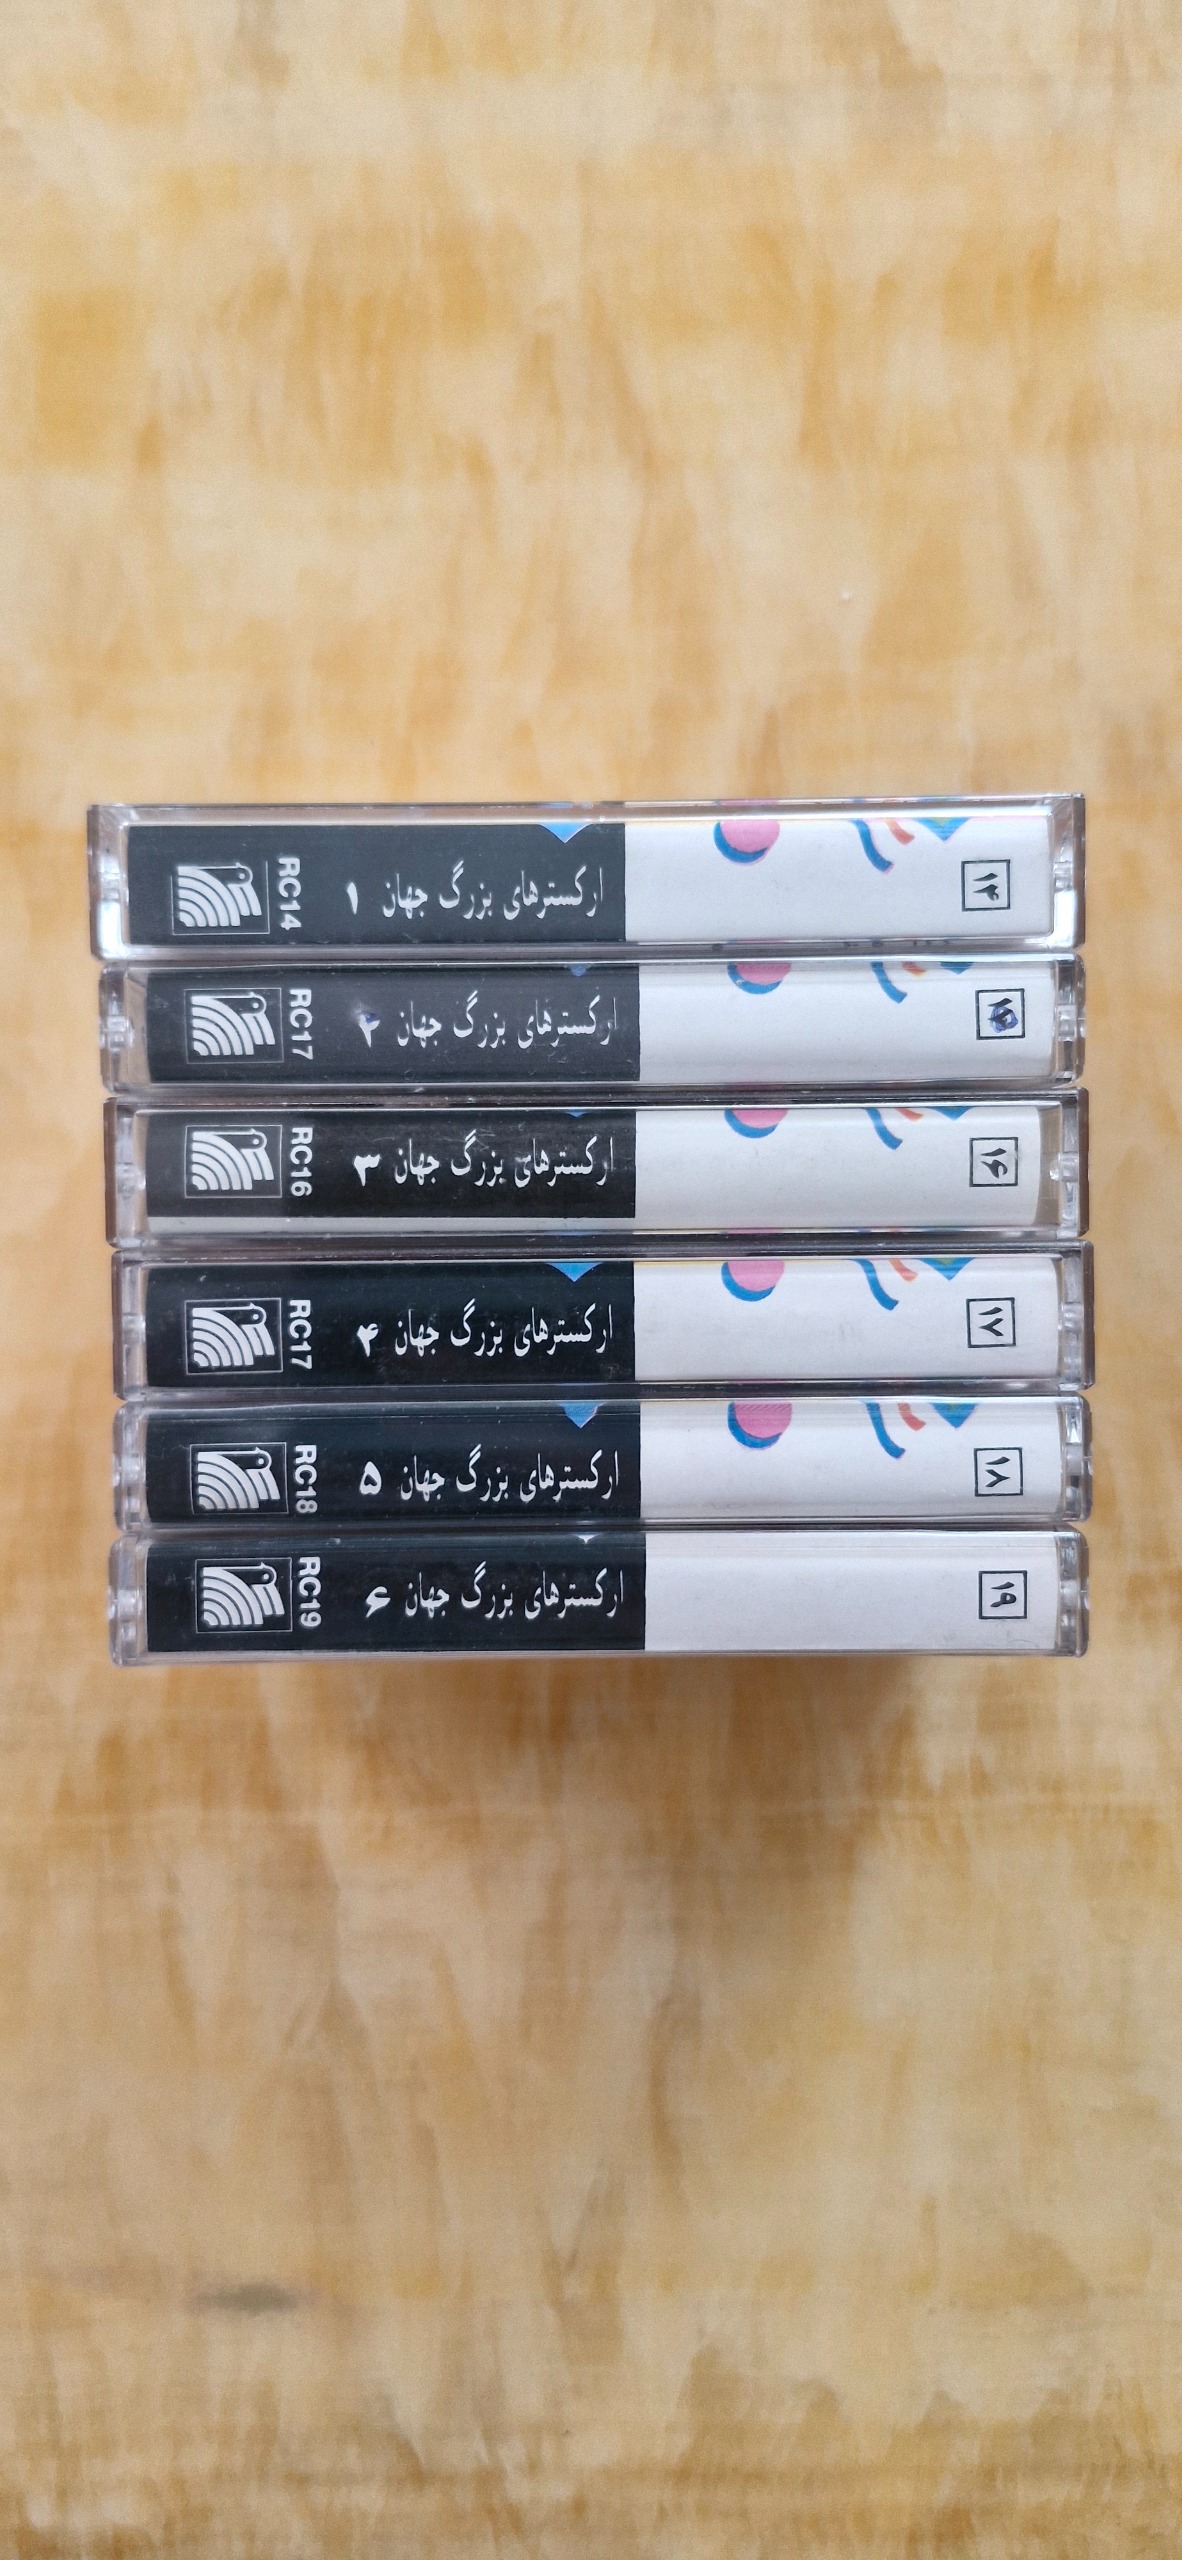 ارکسترهای بزرگ جهان ۱
RC14
۱۴
ارکسترهای بزرگ جهان ۲
RC17
ارکسترهای بزرگ جهان ۳
RC16
۱۶
ارکسترهای بزرگ جهان ۴
RC17
۱۷
ارکسترهای بزرگ جهان ۵
RC18
۱۸
ارکسترهای بزرگ جهان ۶
RC19
۱۹